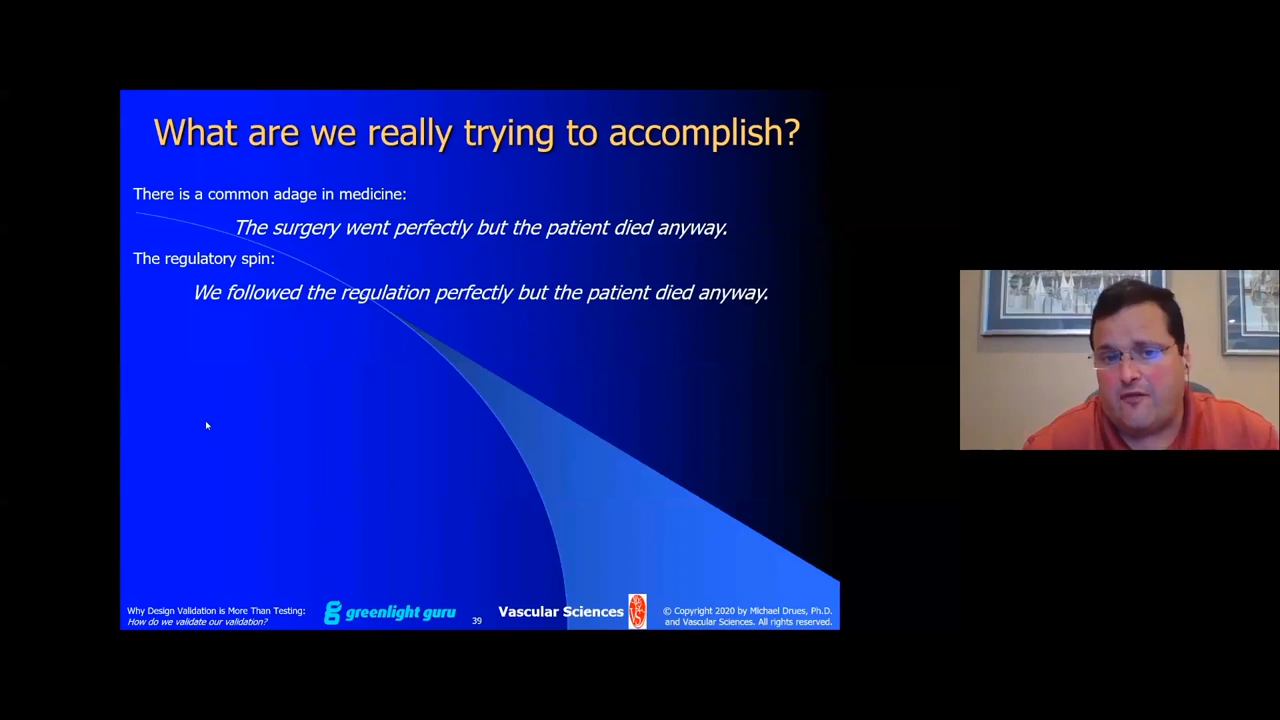 What are we really trying to accomplish?
There is a common adage in medicine:
The surgery went perfectly but the patient died anyway.
The regulatory spin:
We followed the regulation perfectly but the patient died anyway.
Why Design Validation is More Than Testing:
How do we validate our validation?
greenlight guru
39
Vascular Sciences
© Copyright 2020 by Michael Drues, Ph.D.
and Vascular Sciences. All rights reserved.